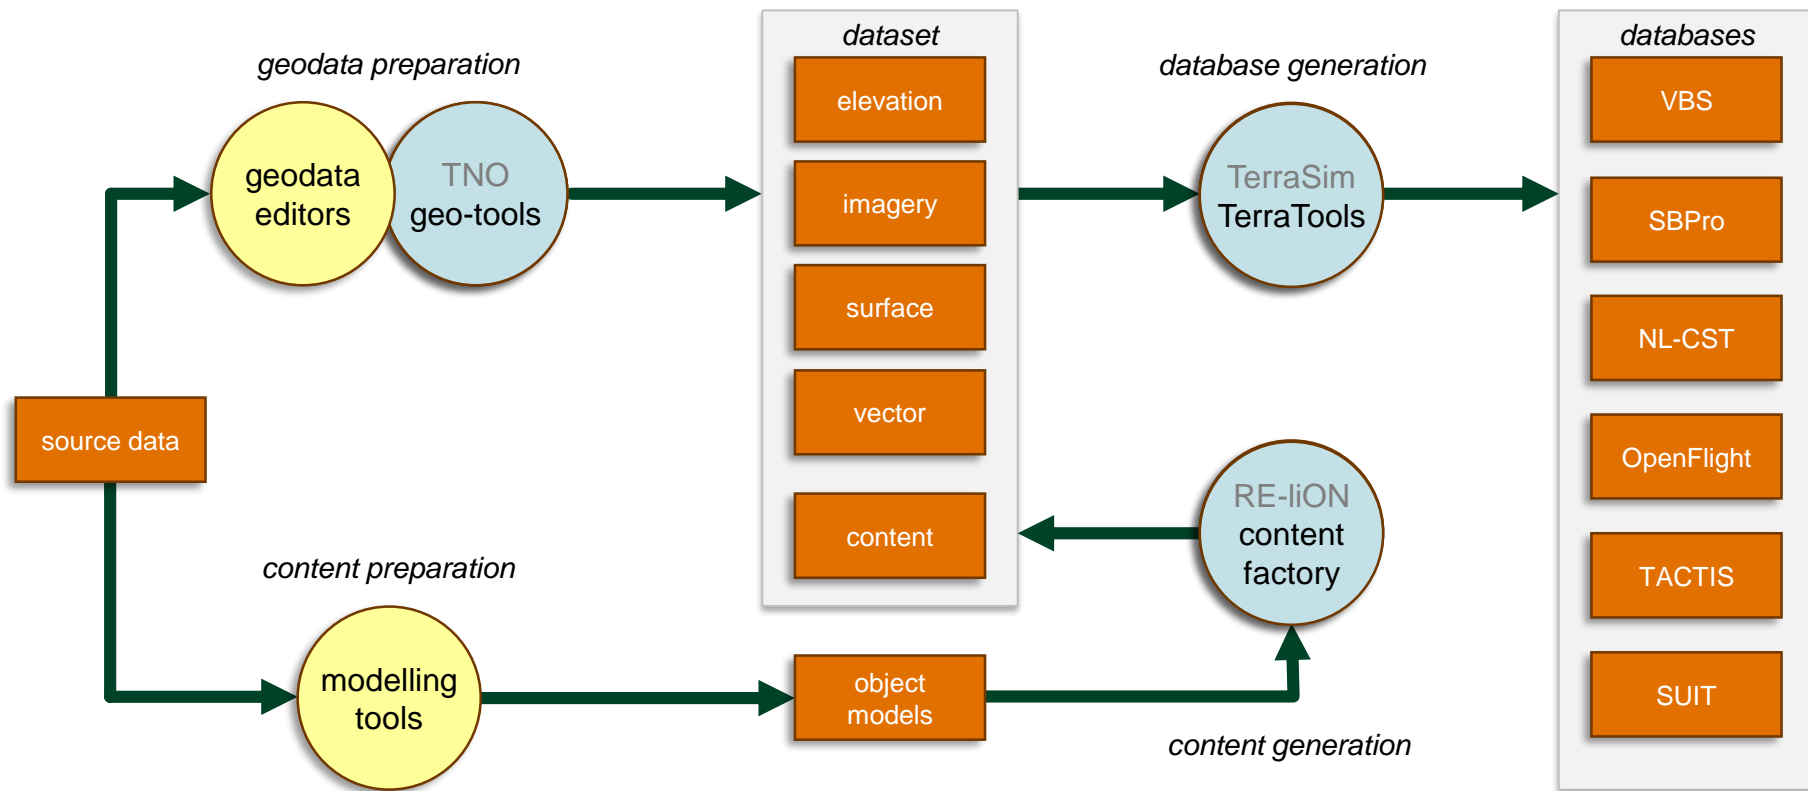 geodata preparation
geodata
editors
TNO
geo-tools
source data
content preparation
modelling
tools
dataset
elevation
imagery
surface
vector
content
object
models
database generation
TerraSim
TerraTools
RE-liON
content
factory
content generation
databases
VBS
SBPro
NL-CST
OpenFlight
TACTIS
SUIT